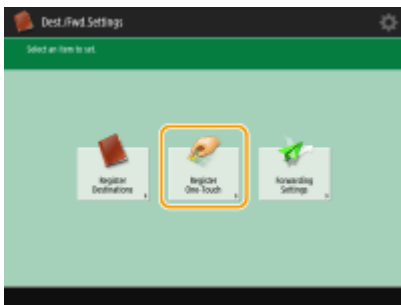 Dest./Fwd.Settings
Select an item to set.
Register
Destinations
Register
One-Touch
Forwarding
Settings